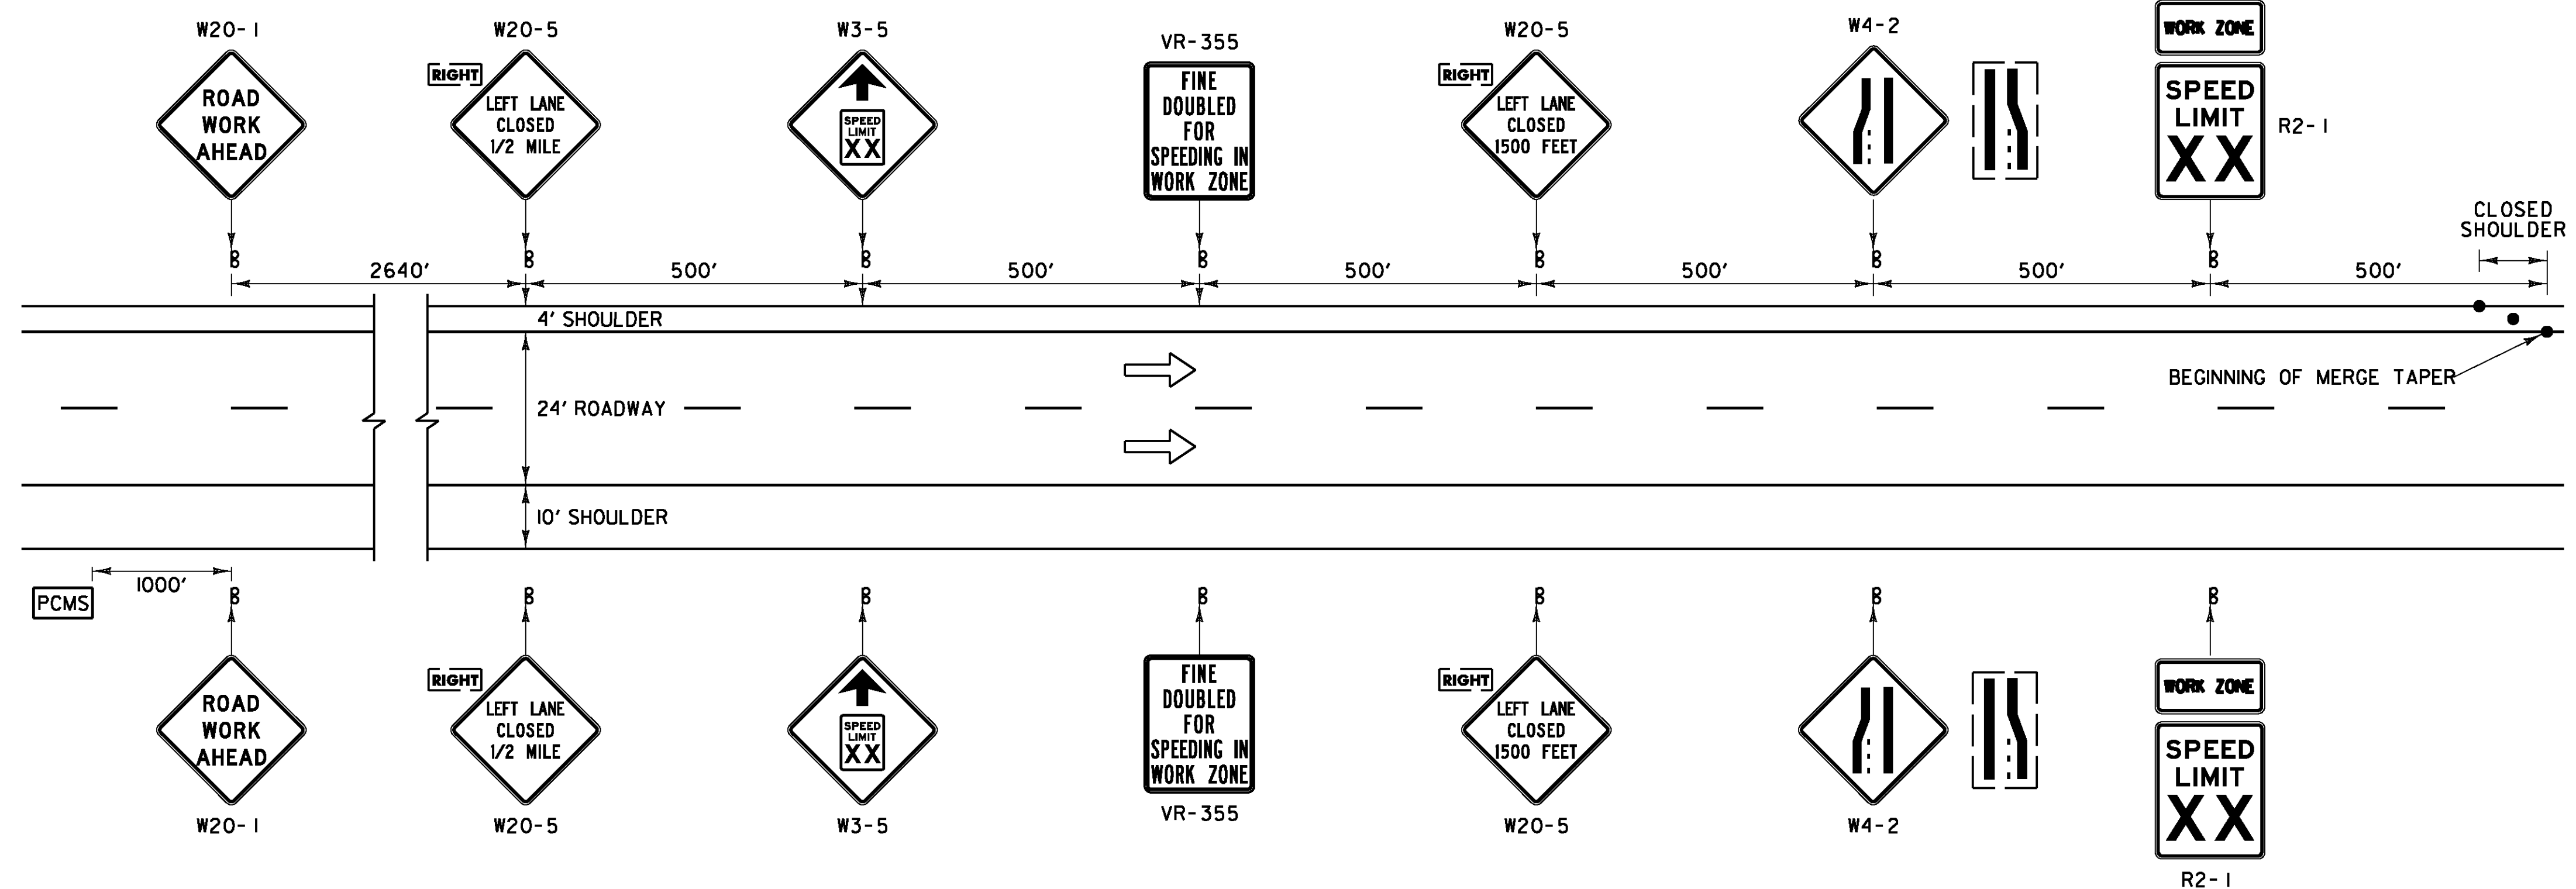 W20-1
W20-5
W3-5
VR-355
W20-5
W4-2
WORK ZONE
RIGHT
ROAD
WORK
AHEAD
LEFT LANE
CLOSED
1/2 MILE
SPEED
LIMIT
XX
FINE
DOUBLED
FOR
SPEEDING IN
WORK ZONE
RIGHT
LEFT LANE
CLOSED
1500 FEET
SPEED
LIMIT
XX
R2-1
CLOSED
SHOULDER
2640'
500'
500'
500'
500'
500'
500'
4' SHOULDER
BEGINNING OF MERGE TAPER
24' ROADWAY
10' SHOULDER
1000'
PCMS
RIGHT
ROAD
WORK
AHEAD
LEFT LANE
CLOSED
1/2 MILE
SPEED
LIMIT
XX
FINE
DOUBLED
FOR
SPEEDING IN
WORK ZONE
RIGHT
LEFT LANE
CLOSED
1500 FEET
WORK ZONE
SPEED
LIMIT
XX
W20-1
W20-5
W3-5
VR-355
W20-5
W4-2
R2-1